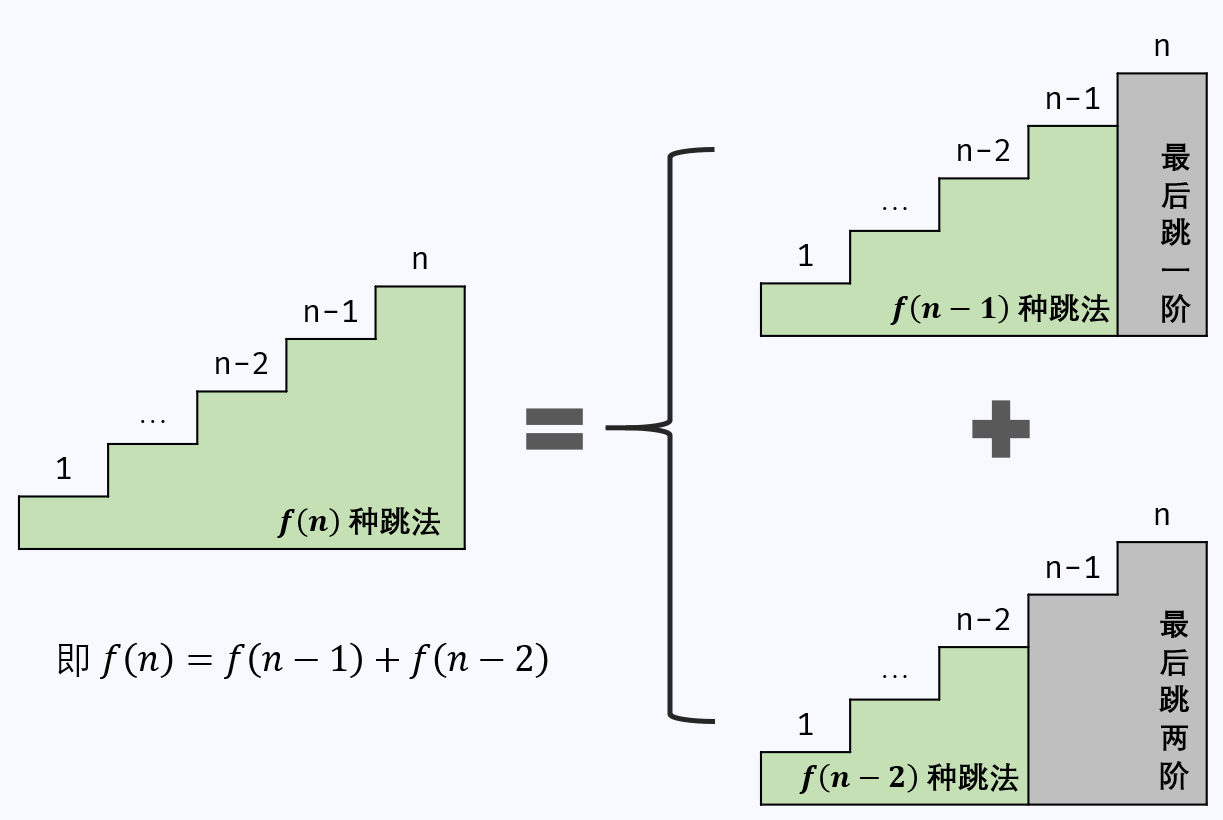 n
n-1
n-2
...
1
f(n) 种跳法
即 f(n) = f(n − 1) + f(n − 2)
n
n-1
n-2
...
1
f(n − 1) 种跳法
最后跳一阶
n
n-1
n-2
...
1
f(n − 2) 种跳法
最后跳两阶